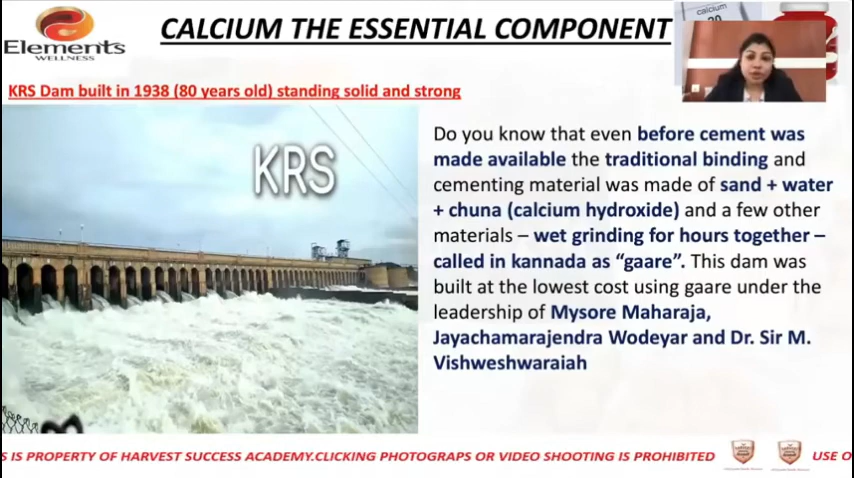 Elements
WELLNESS
CALCIUM THE ESSENTIAL COMPONENT
calcium
20
KRS Dam built in 1938 (80 years old) standing solid and strong
KRS
Do you know that even before cement was
made available the traditional binding and
cementing material was made of sand + water
+ chuna (calcium hydroxide) and a few other
materials – wet grinding for hours together –
called in kannada as “gaare”. This dam was
built at the lowest cost using gaare under the
leadership of Mysore Maharaja,
Jayachamarajendra Wodeyar and Dr. Sir M.
Vishweshwaraiah
S IS PROPERTY OF HARVEST SUCCESS ACADEMY.CLICKING PHOTOGRAPS OR VIDEO SHOOTING IS PROHIBITED
USE O